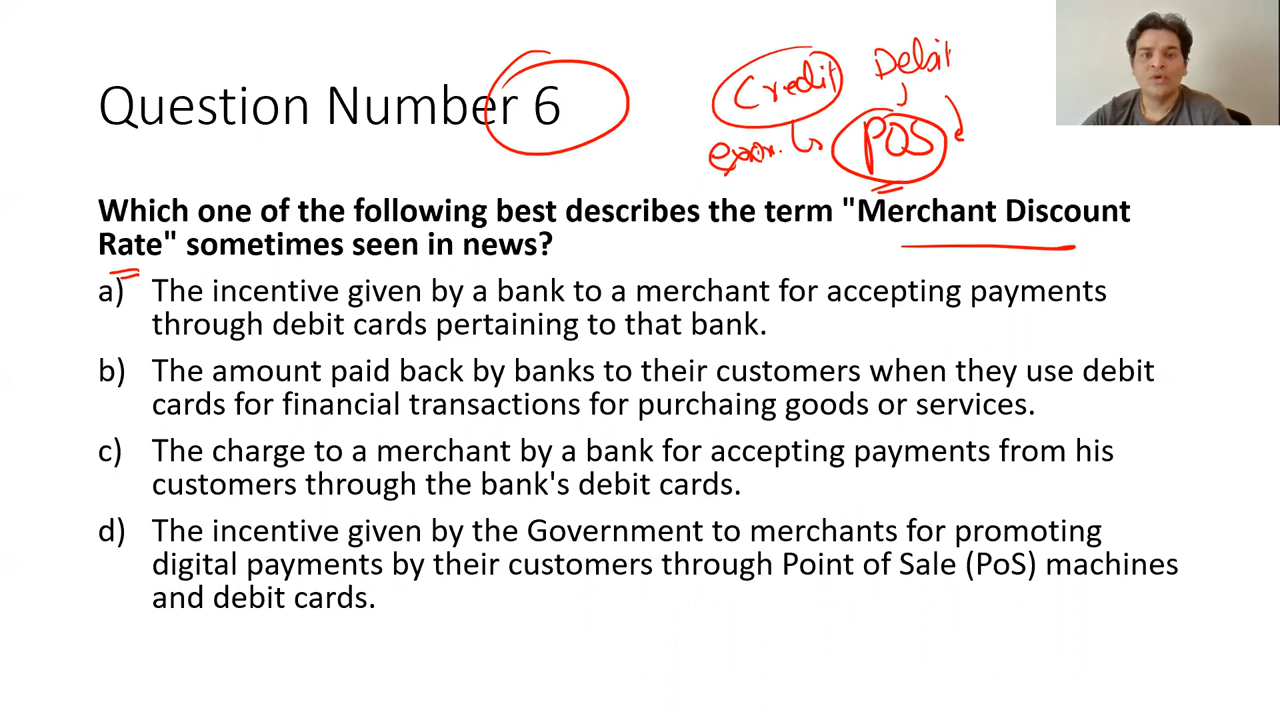 Question Number 6
Credit
Debit
POS
Which one of the following best describes the term "Merchant Discount
Rate" sometimes seen in news?
a) The incentive given by a bank to a merchant for accepting payments
through debit cards pertaining to that bank.
b) The amount paid back by banks to their customers when they use debit
cards for financial transactions for purchaing goods or services.
c) The charge to a merchant by a bank for accepting payments from his
customers through the bank's debit cards.
d) The incentive given by the Government to merchants for promoting
digital payments by their customers through Point of Sale (PoS) machines
and debit cards.